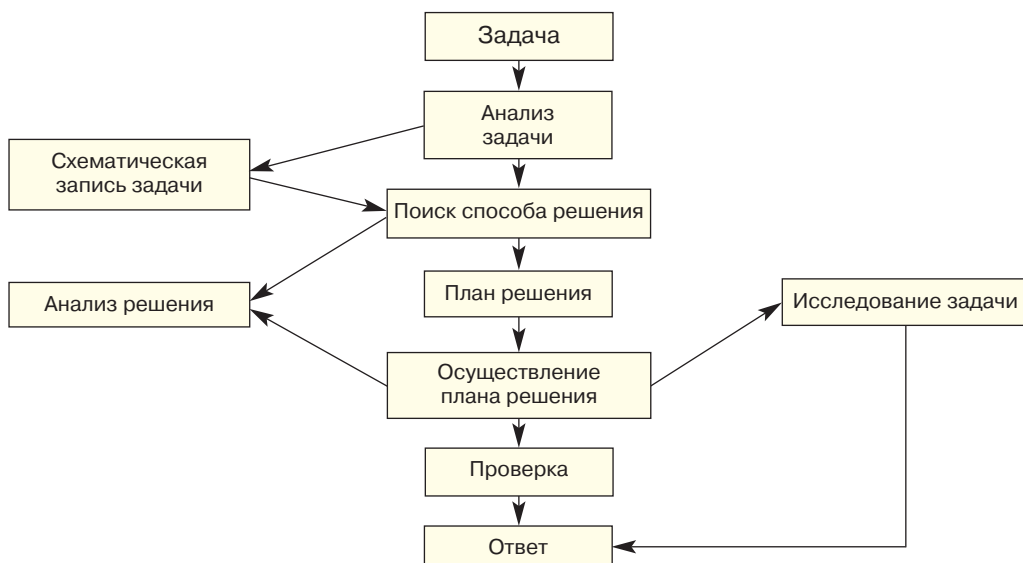 Задача
Анализ
задачи
Схематическая
запись задачи
Поиск способа решения
План решения
Анализ решения
Исследование задачи
Осуществление
плана решения
Проверка
Ответ